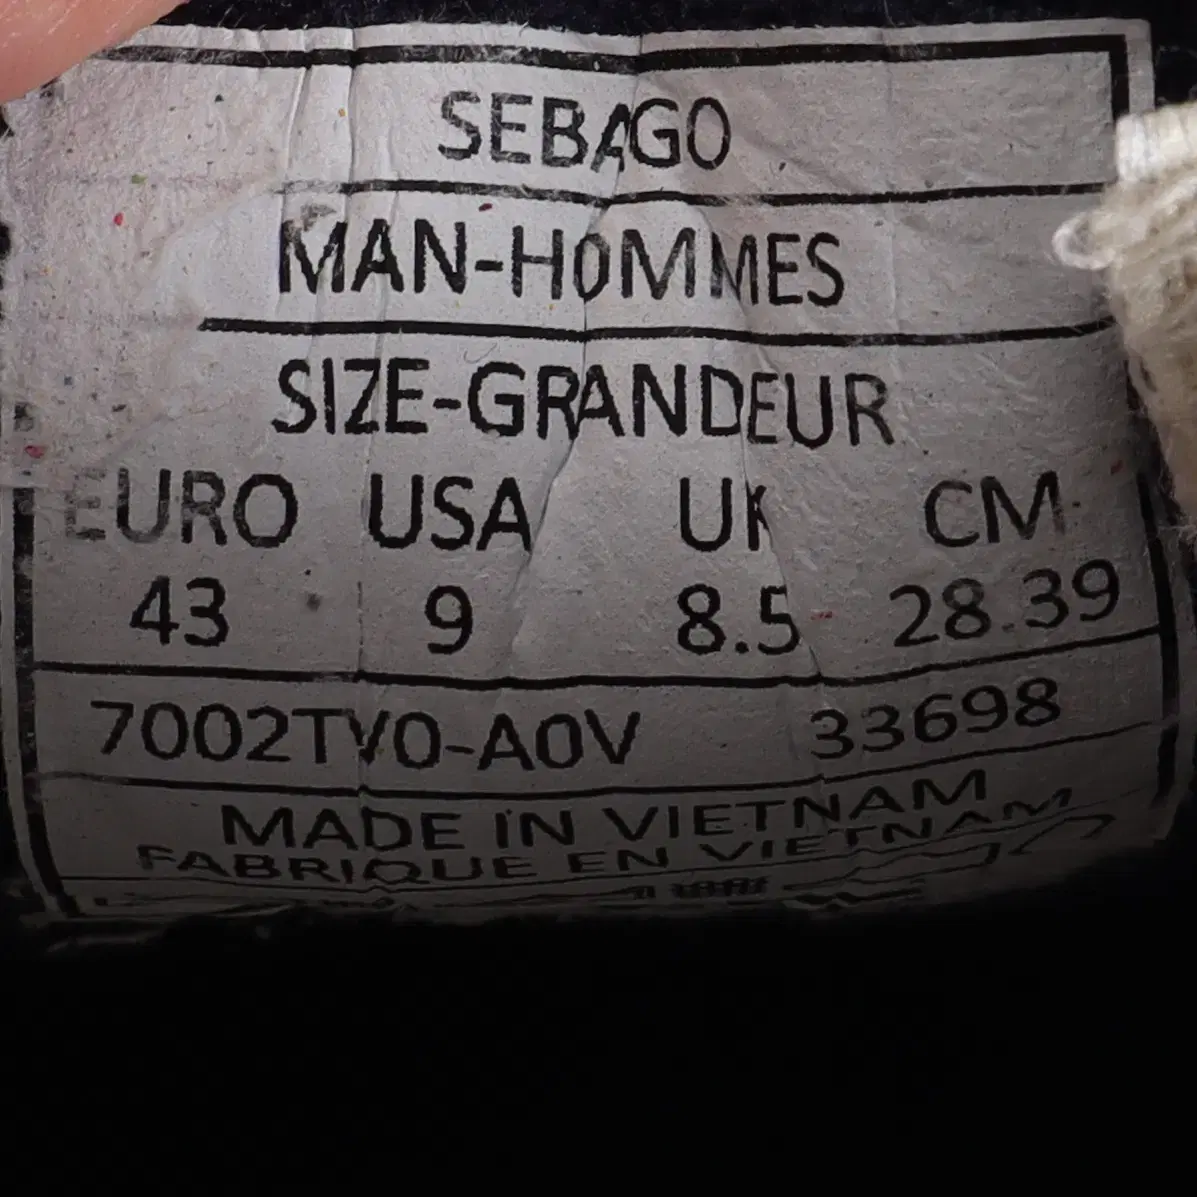 SEBAGO
MAN-HOMMES
SIZE-GRANDEUR
EURO USA UK CM
43 9 8.5 28.39
7002TV0-A0V 33698
MADE IN VIETNAM
FABRIQUE EN VIETNAM